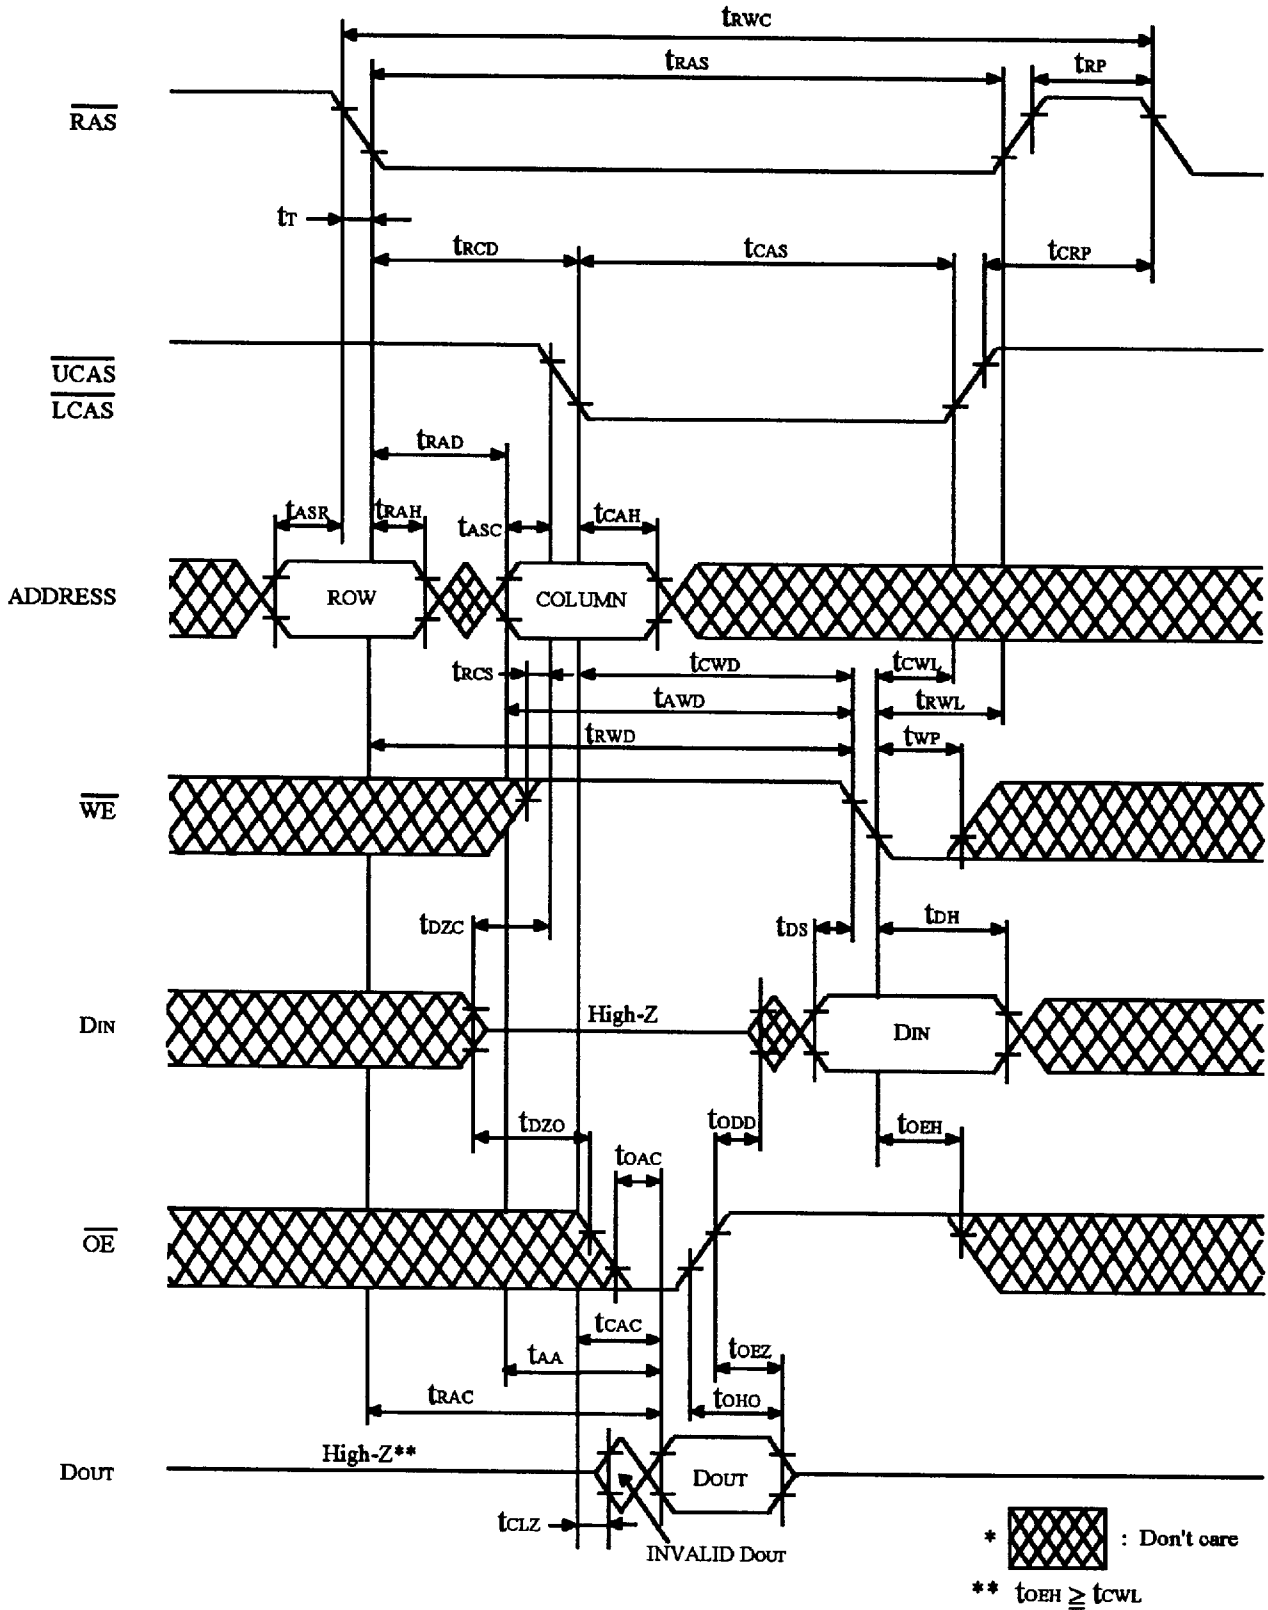 tRWC
tRAS
tRP
RAS
tT
tRCD
tCAS
tCRP
UCAS
LCAS
tRAD
tASR
tRAH
tASC
tCAH
ADDRESS
ROW
COLUMN
tRCS
tCWD
tCWL
tAWD
tRWL
tRWD
tWP
WE
tDZC
tDS
tDH
DIN
High-Z
DIN
tDZO
tODD
tOEH
tOAC
OE
tCAC
tOEZ
tAA
tRAC
tOHO
High-Z**
DOUT
DOUT
tCLZ
INVALID DOUT
* : Don't care
** tOEH ≧ tCWL